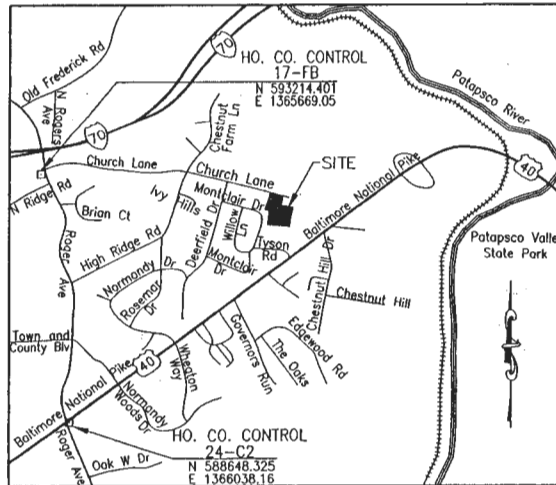 70
HO. CO. CONTROL
17-FB
N 593214.401
E 1365669.05
Old Frederick Rd
N Rogers
Ave
70
Patapsco River
Chestnut
Farm Ln
Church Lane
Church Lane
SITE
40
N Ridge Rd
Ivy
Hills
Montclair Dr
Baltimore National Pike
Brian Ct
Deerfield Dr
Willow
Ln
Tyson
Rd
Patapsco Valle
State Park
Roger
Ave
High Ridge Rd
Montclair
Dr
Normandy
Dr
Rosemar
Dr
Chestnut Hill Dr
Chestnut Hill
Town and
County Blv
Wheaton
Way
Governors Run
Edgewood Rd
The Oaks
40
Baltimore National Pike
Normandy
Woods Dr
HO. CO. CONTROL
24-C2
N 588648.325
E 1366038.16
Roger Ave
Oak W Dr